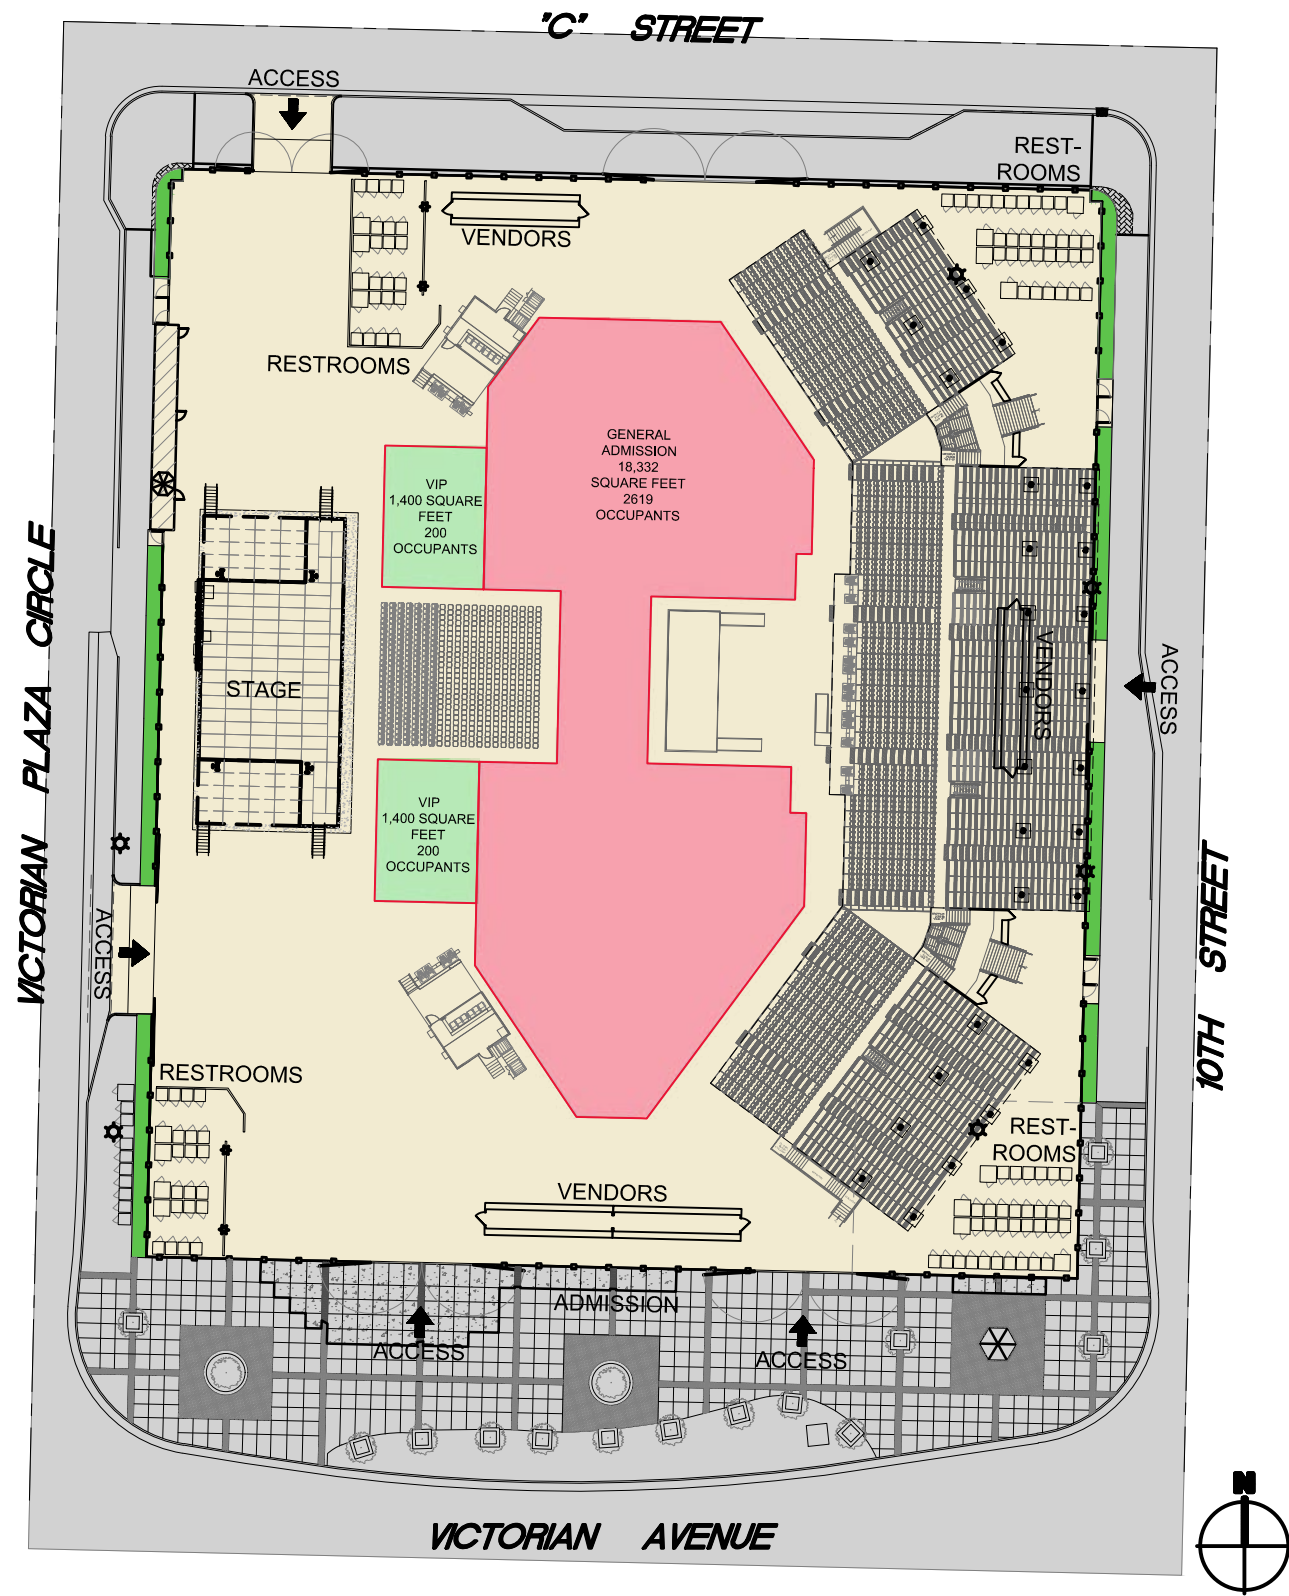 "C" STREET
ACCESS
REST-
ROOMS
VENDORS
RESTROOMS
GENERAL
ADMISSION
18,332
SQUARE FEET
2619
OCCUPANTS
VIP
1,400 SQUARE
FEET
200
OCCUPANTS
STAGE
VENDORS
ACCESS
VICTORIAN PLAZA CIRCLE
VIP
1,400 SQUARE
FEET
200
OCCUPANTS
ACCESS
10TH STREET
RESTROOMS
REST-
ROOMS
VENDORS
ADMISSION
ACCESS
ACCESS
VICTORIAN AVENUE
N